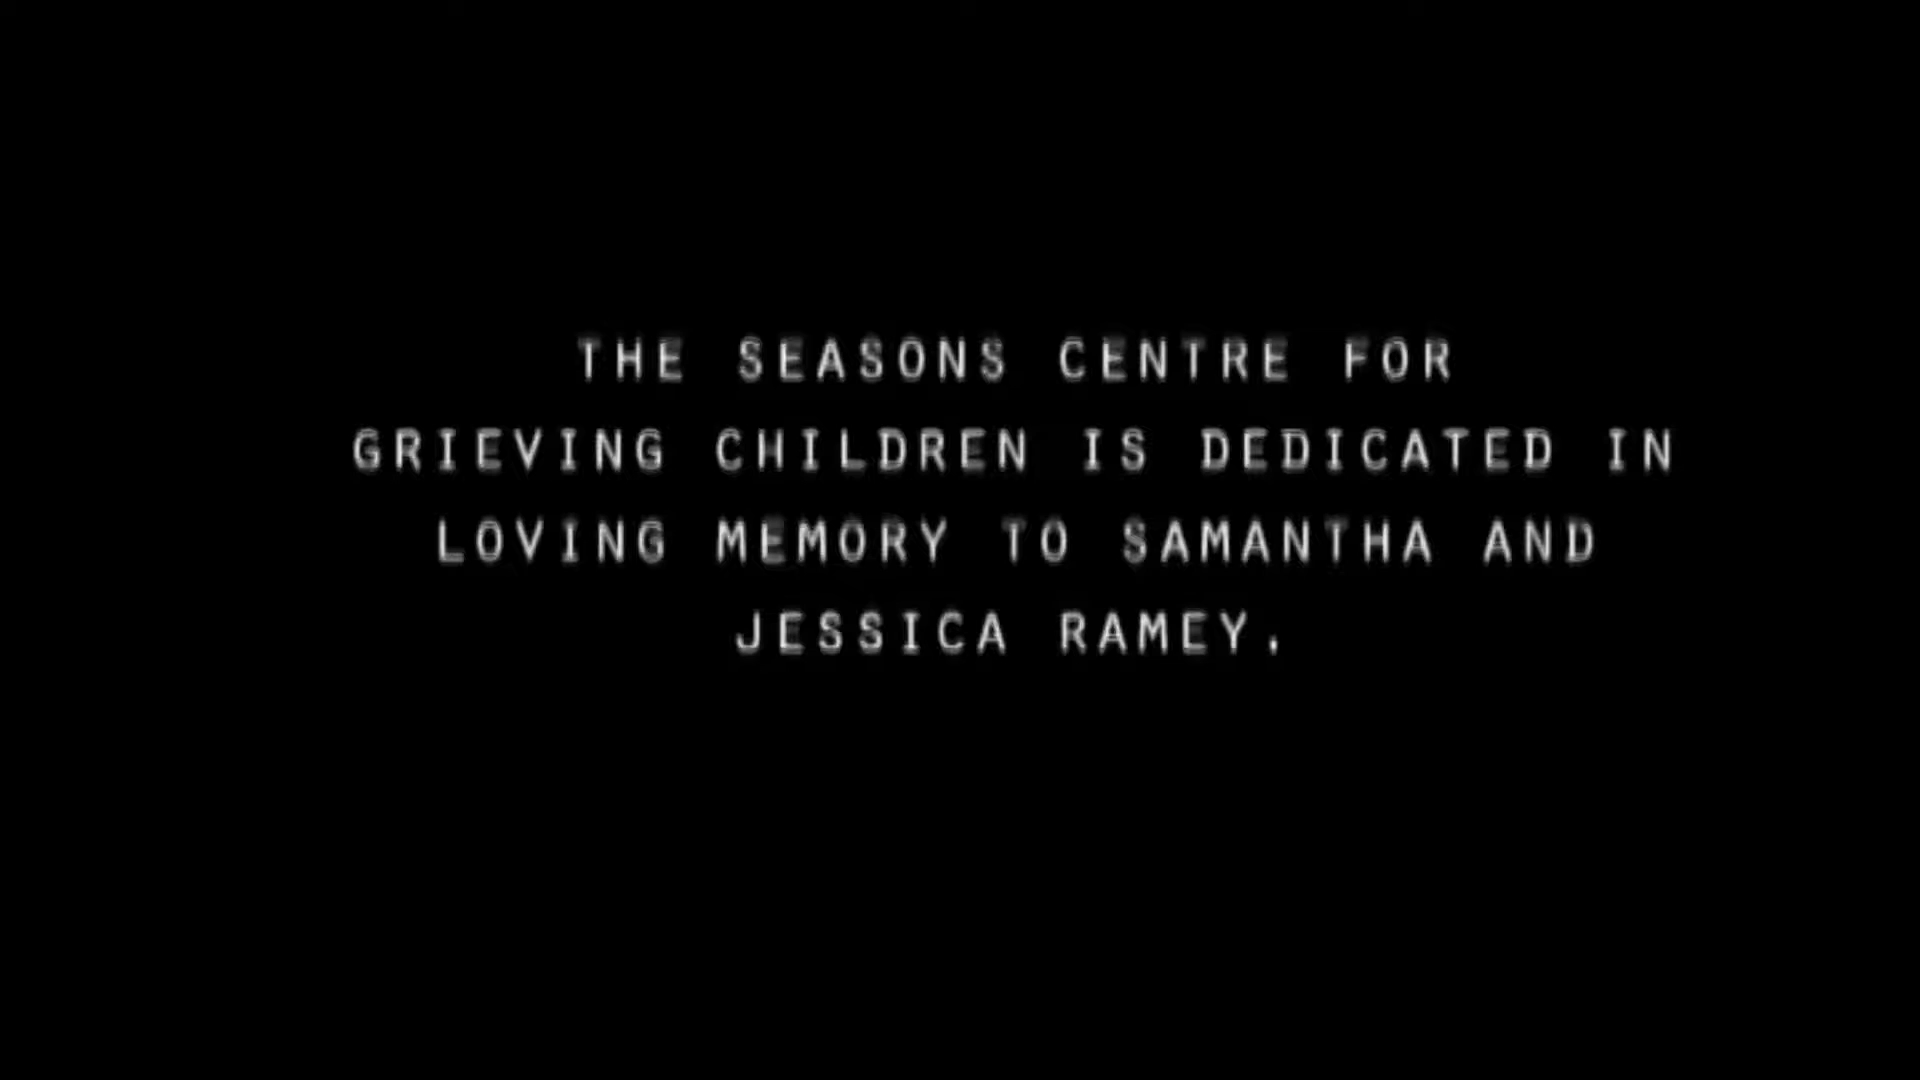 THE SEASONS CENTRE FOR
GRIEVING CHILDREN IS DEDICATED IN
LOVING MEMORY TO SAMANTHA AND
JESSICA RAMEY.